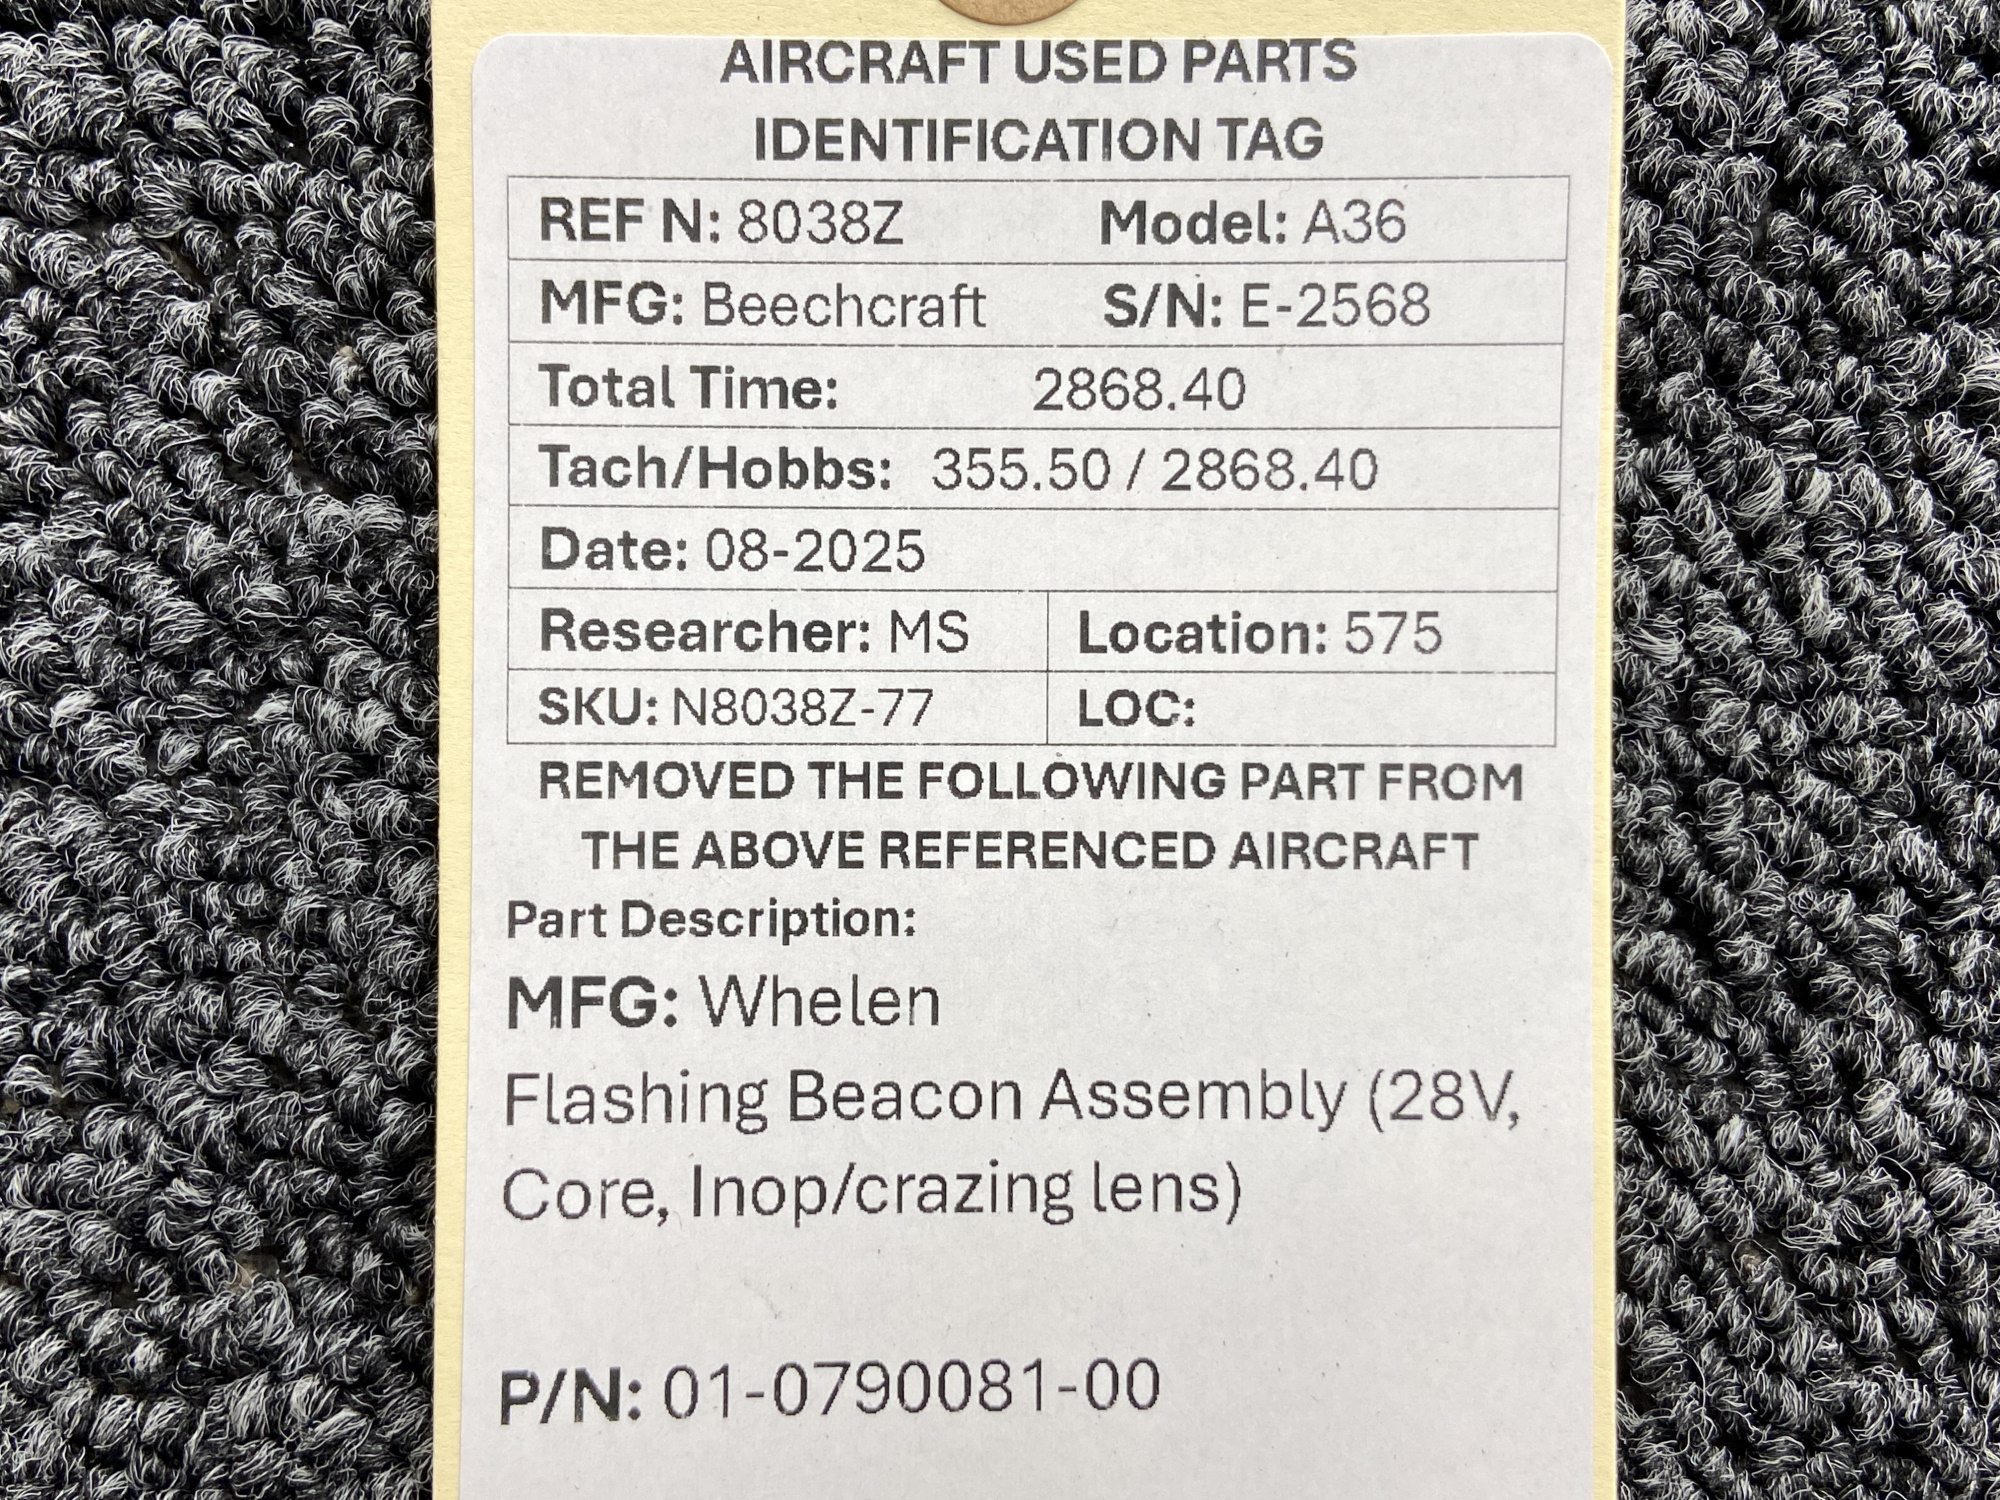 AIRCRAFT USED PARTS
IDENTIFICATION TAG
REF N: 8038Z Model: A36
MFG: Beechcraft S/N: E-2568
Total Time: 2868.40
Tach/Hobbs: 355.50 / 2868.40
Date: 08-2025
Researcher: MS Location: 575
SKU: N8038Z-77 LOC:
REMOVED THE FOLLOWING PART FROM
THE ABOVE REFERENCED AIRCRAFT
Part Description:
MFG: Whelen
Flashing Beacon Assembly (28V,
Core, Inop/crazing lens)
P/N: 01-0790081-00